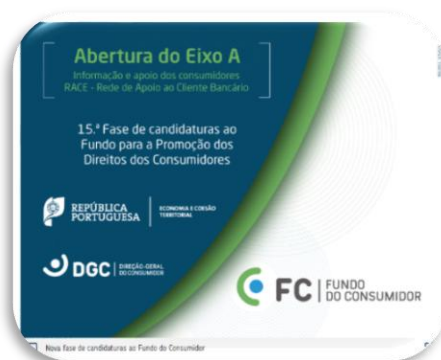 Abertura do Eixo A
Informação e apoio dos consumidores
RACE - Rede de Apoio ao Cliente Bancário
15.ª Fase de candidaturas ao
Fundo para a Promoção dos
Direitos dos Consumidores
REPÚBLICA
PORTUGUESA
ECONOMIA E COESÃO
TERRITORIAL
DGC
DIREÇÃO-GERAL
DO CONSUMIDOR
FC
FUNDO
DO CONSUMIDOR
Nova fase de candidaturas ao Fundo do Consumidor